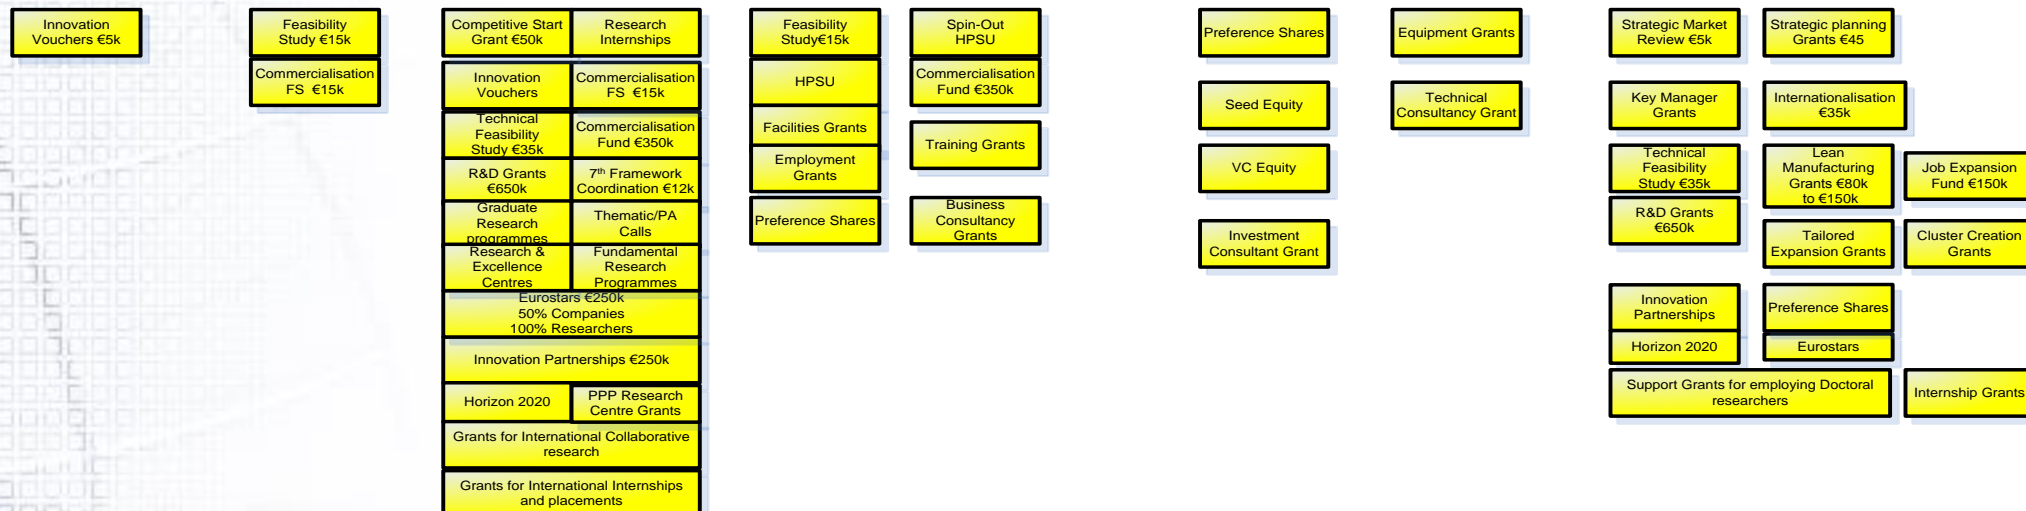 Innovation
Vouchers €5k
Feasibility
Study €15k
Commercialisation
FS €15k
Competitive Start
Grant €50k
Research
Internships
Innovation
Vouchers
Commercialisation
FS €15k
Technical
Feasibility
Study €35k
Commercialisation
Fund €350k
R&D Grants
€650k
7th Framework
Coordination €12k
Graduate
Research
programmes
Thematic/PA
Calls
Research &
Excellence
Centres
Fundamental
Research
Programmes
Eurostars €250k
50% Companies
100% Researchers
Innovation Partnerships €250k
Horizon 2020
PPP Research
Centre Grants
Grants for International Collaborative
research
Grants for International Internships
and placements
Feasibility
Study€15k
HPSU
Facilities Grants
Employment
Grants
Preference Shares
Spin-Out
HPSU
Commercialisation
Fund €350k
Training Grants
Business
Consultancy
Grants
Preference Shares
Seed Equity
VC Equity
Investment
Consultant Grant
Equipment Grants
Technical
Consultancy Grant
Strategic Market
Review €5k
Strategic planning
Grants €45
Key Manager
Grants
Internationalisation
€35k
Technical
Feasibility
Study €35k
Lean
Manufacturing
Grants €80k
to €150k
Job Expansion
Fund €150k
R&D Grants
€650k
Tailored
Expansion Grants
Cluster Creation
Grants
Innovation
Partnerships
Preference Shares
Horizon 2020
Eurostars
Support Grants for employing Doctoral
researchers
Internship Grants